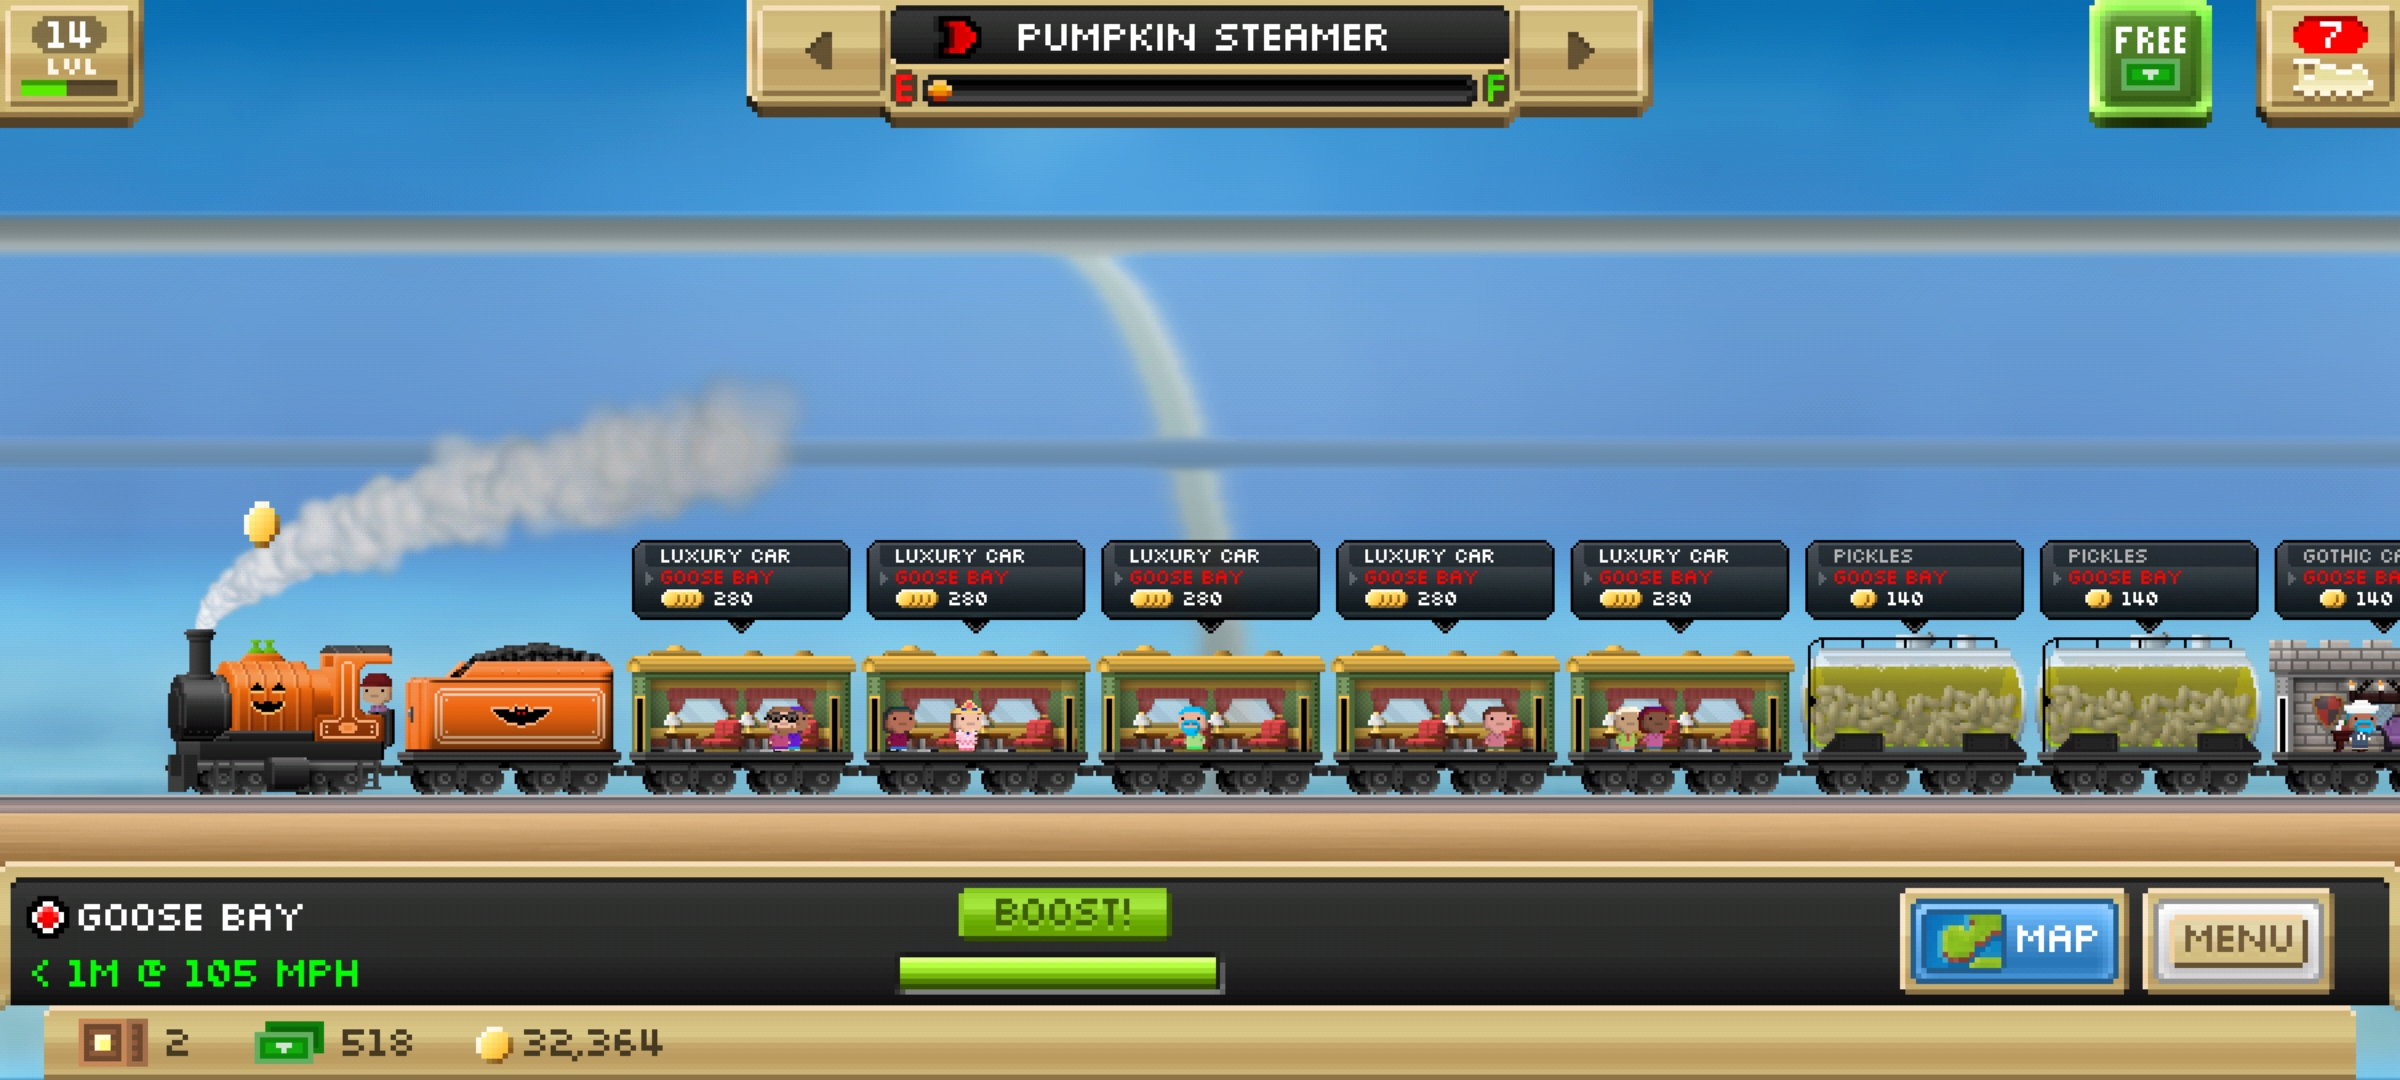 14
LVL
PUMPKIN STEAMER
E
F
FREE
7
LUXURY CAR
GOOSE BAY
280
LUXURY CAR
GOOSE BAY
280
LUXURY CAR
GOOSE BAY
280
LUXURY CAR
GOOSE BAY
280
LUXURY CAR
GOOSE BAY
280
PICKLES
GOOSE BAY
140
PICKLES
GOOSE BAY
140
GOTHIC
GOOSE
140
GOOSE BAY
< 1M @ 105 MPH
BOOST!
MAP
MENU
2
518
32,364